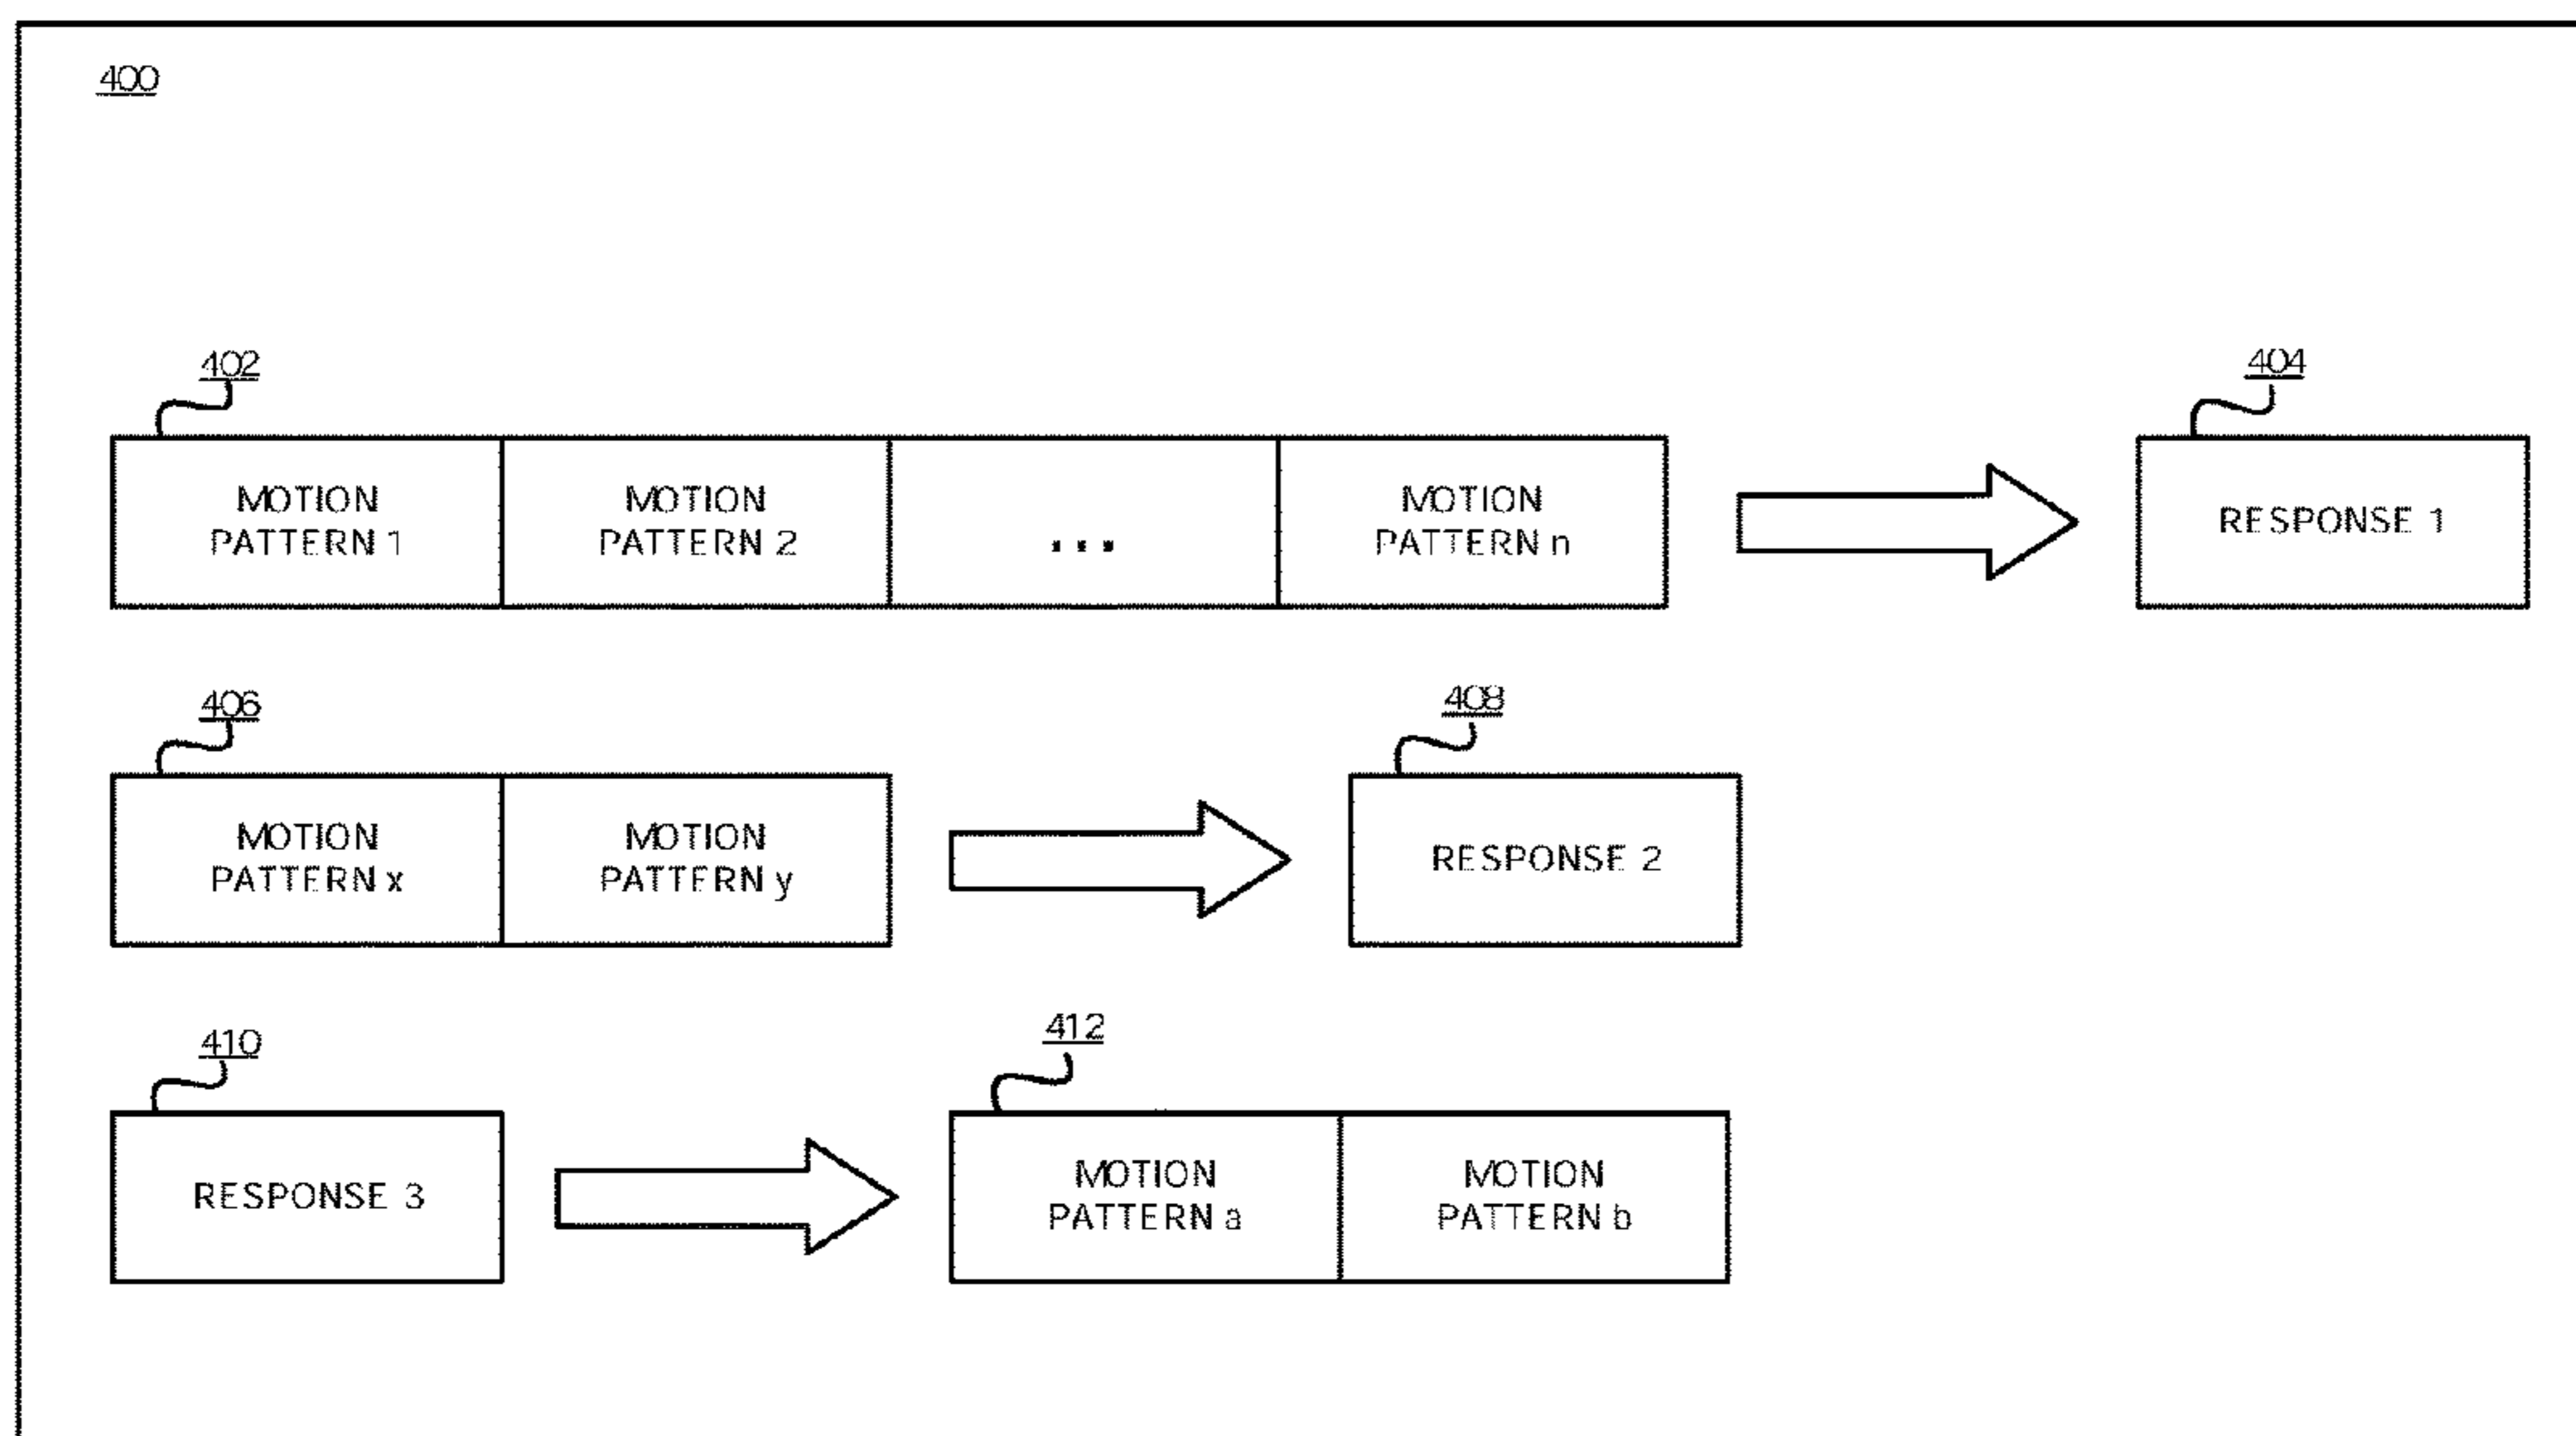 400
402
404
MOTION
PATTERN 1
MOTION
PATTERN 2
...
MOTION
PATTERN n
RESPONSE 1
406
408
MOTION
PATTERN x
MOTION
PATTERN y
RESPONSE 2
410
412
RESPONSE 3
MOTION
PATTERN a
MOTION
PATTERN b